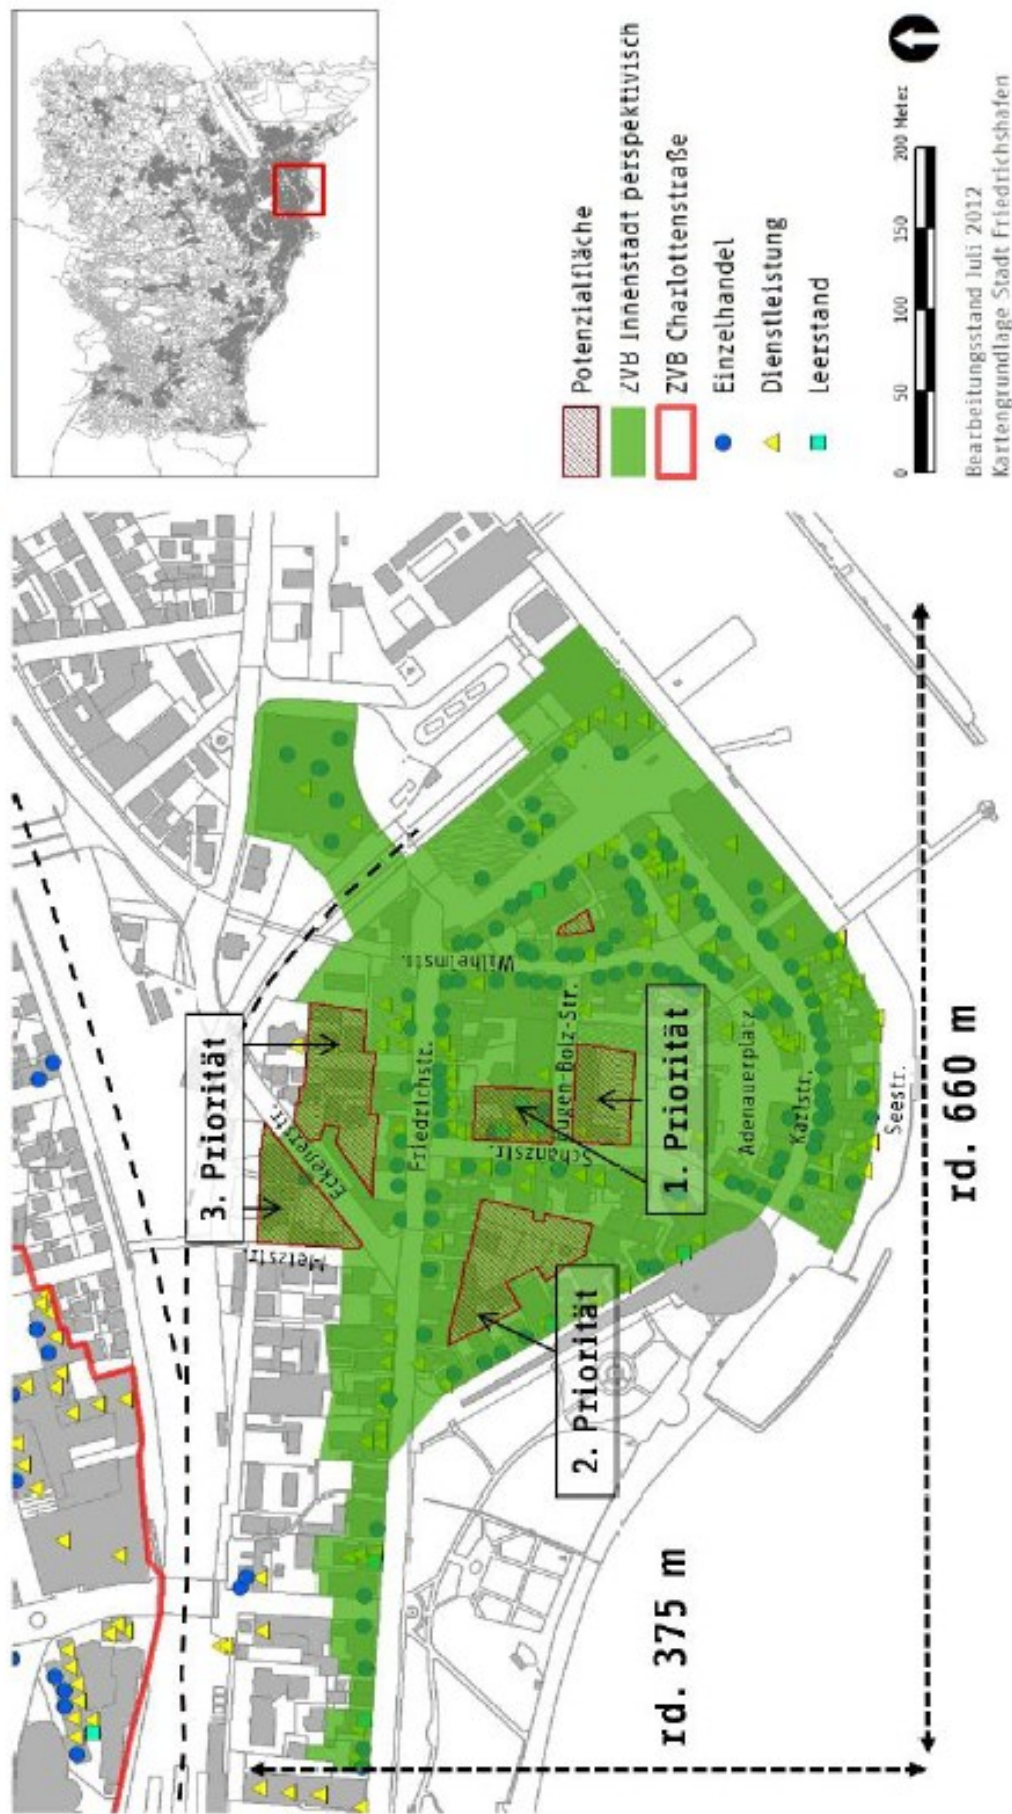 3. Priorität
2. Priorität
1. Priorität
Metzstr.
Eckenerstr.
Friedrichstr.
Wilhelmstr.
Schanzstr.
Eugen-Bolz-Str.
Adenauerplatz
Karlstr.
Seestr.
rd. 375 m
rd. 660 m
Potenzialfläche
ZVB Innenstadt perspektivisch
ZVB Charlottenstraße
Einzelhandel
Dienstleistung
Leerstand
0 50 100 150 200 Meter
Bearbeitungsstand Juli 2012
Kartengrundlage Stadt Friedrichshafen